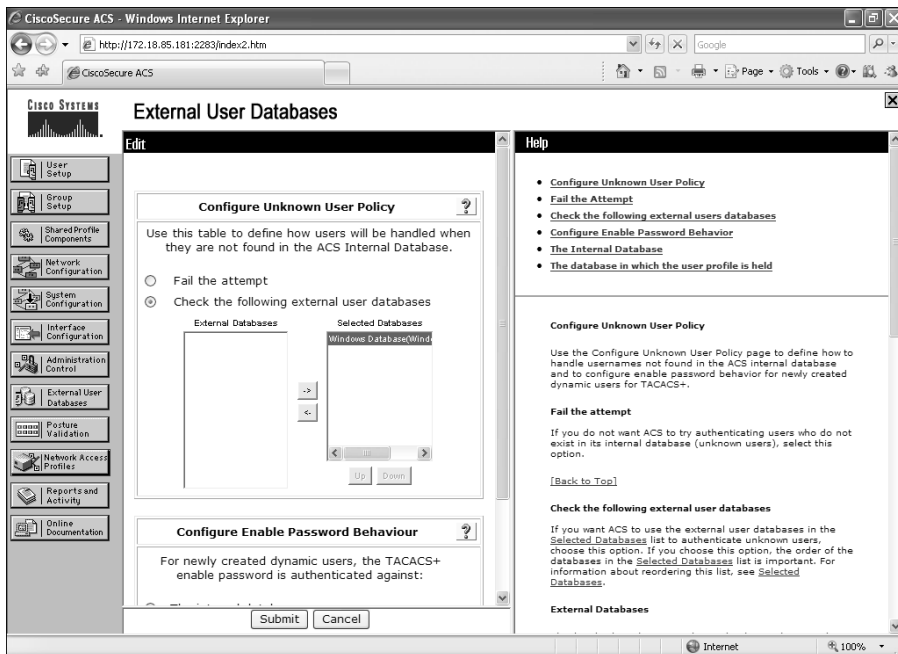 CiscoSecure ACS - Windows Internet Explorer
http://172.18.85.181:2283/index2.htm
Google
CiscoSecure ACS
Page
Tools
CISCO SYSTEMS
External User Databases
User Setup
Group Setup
Shared Profile Components
Network Configuration
System Configuration
Interface Configuration
Administration Control
External User Databases
Posture Validation
Network Access Profiles
Reports and Activity
Online Documentation
Edit
Configure Unknown User Policy
?
Use this table to define how users will be handled when
they are not found in the ACS Internal Database.
Fail the attempt
Check the following external user databases
External Databases
Selected Databases
Windows Database(Wind
->
<-
Up
Down
Configure Enable Password Behaviour
?
For newly created dynamic users, the TACACS+
enable password is authenticated against:
Submit
Cancel
Help
Configure Unknown User Policy
Fail the Attempt
Check the following external users databases
Configure Enable Password Behavior
The Internal Database
The database in which the user profile is held
Configure Unknown User Policy
Use the Configure Unknown User Policy page to define how to
handle usernames not found in the ACS internal database
and to configure enable password behavior for newly created
dynamic users for TACACS+.
Fail the attempt
If you do not want ACS to try authenticating users who do not
exist in its internal database (unknown users), select this
option.
[Back to Top]
Check the following external user databases
If you want ACS to use the external user databases in the
Selected Databases list to authenticate unknown users,
choose this option. If you choose this option, the order of the
databases in the Selected Databases list is important. For
information about reordering this list, see Selected
Databases.
External Databases
Internet
100%